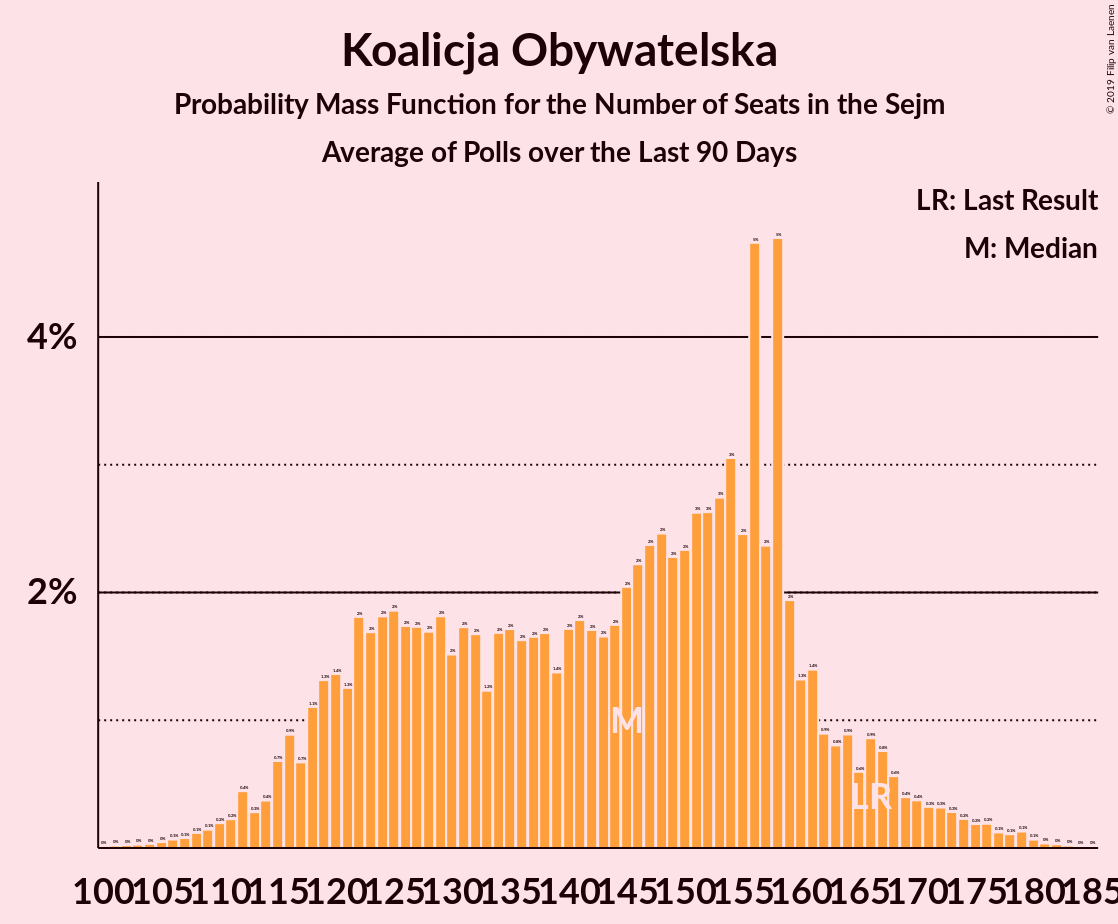 Koalicja Obywatelska
Probability Mass Function for the Number of Seats in the Sejm
Average of Polls over the Last 90 Days
© 2019 Filip van Laenen
LR: Last Result
M: Median
4%
2%
M
LR
100 105 110 115 120 125 130 135 140 145 150 155 160 165 170 175 180 185